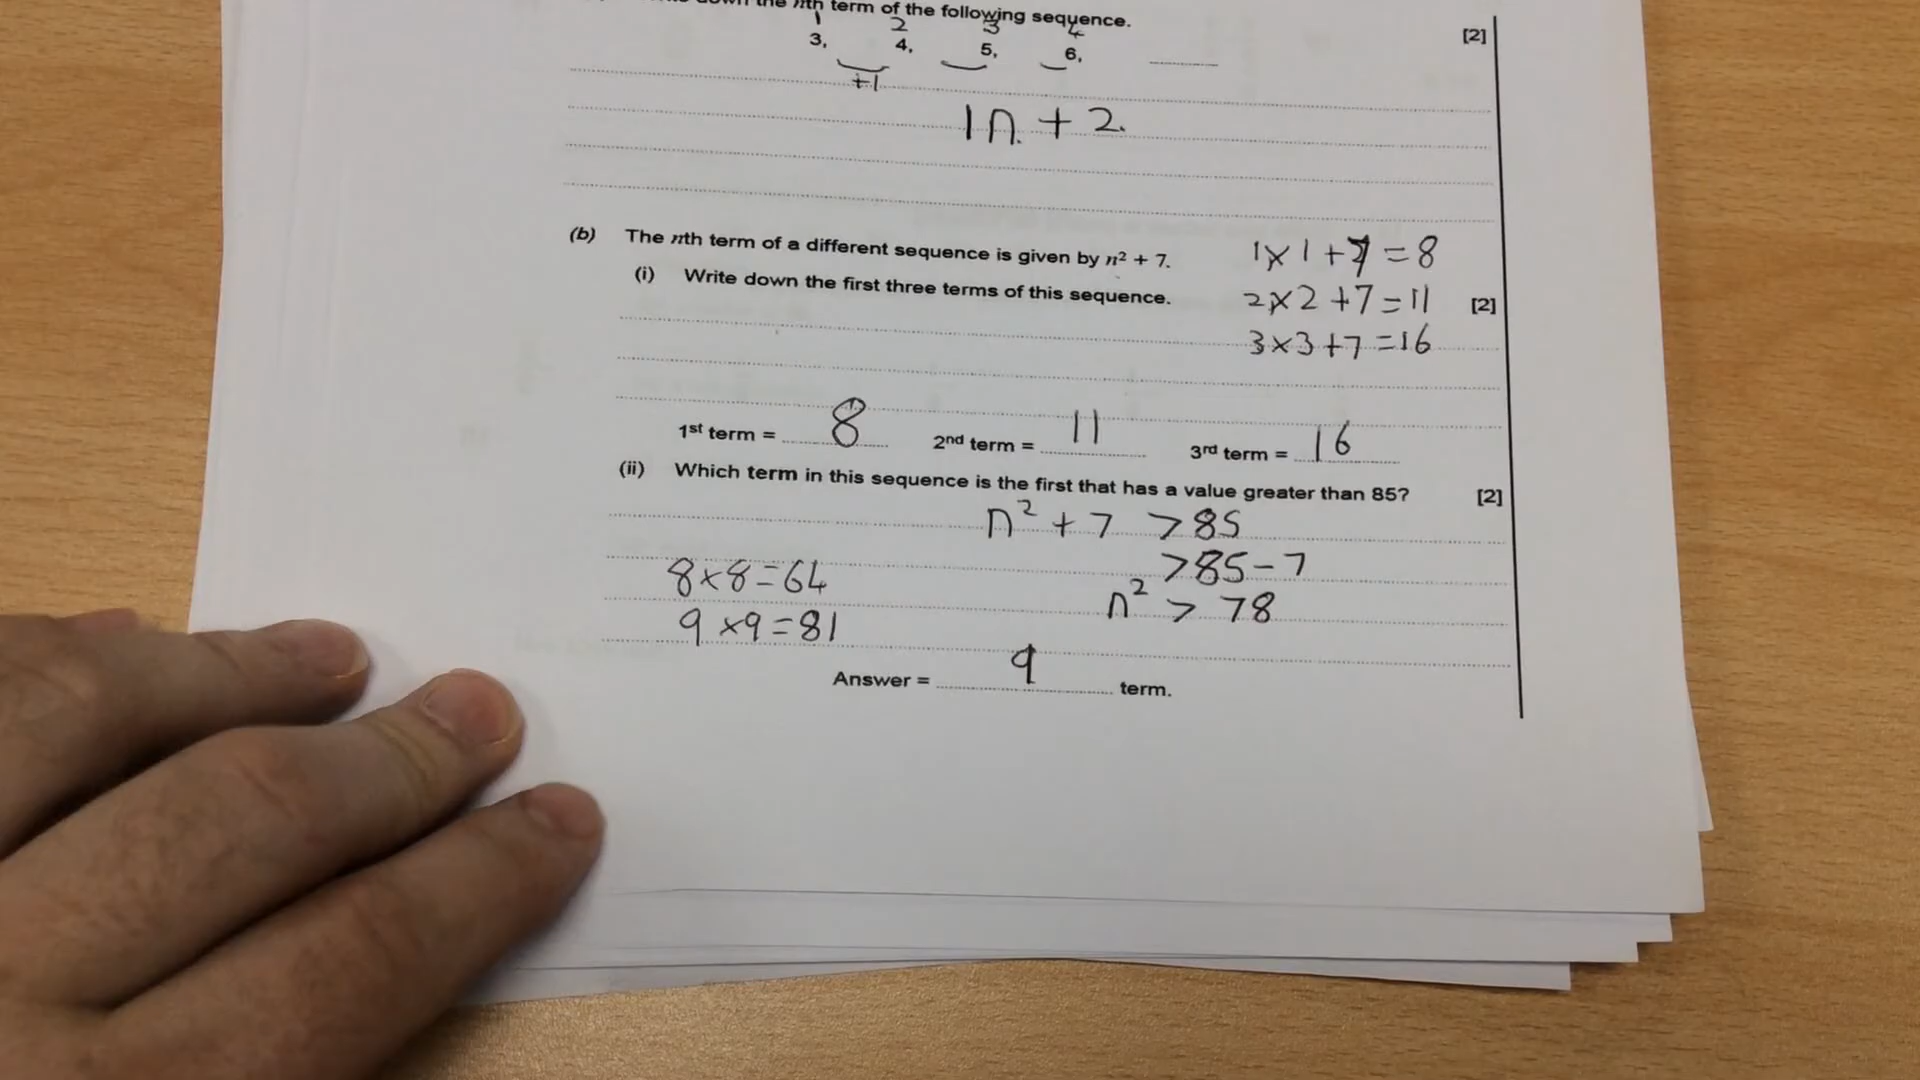 the nth term of the following sequence. [2]
1 2 3 4
3, 4, 5, 6,
+1
1n + 2.
(b) The nth term of a different sequence is given by n² + 7.
1 x 1 + 7 = 8
(i) Write down the first three terms of this sequence. [2]
2 x 2 + 7 = 11
3 x 3 + 7 = 16
1st term = 8 2nd term = 11 3rd term = 16
(ii) Which term in this sequence is the first that has a value greater than 85? [2]
n² + 7 > 85
> 85 - 7
8 x 8 = 64
n² > 78
9 x 9 = 81
Answer = 9 term.